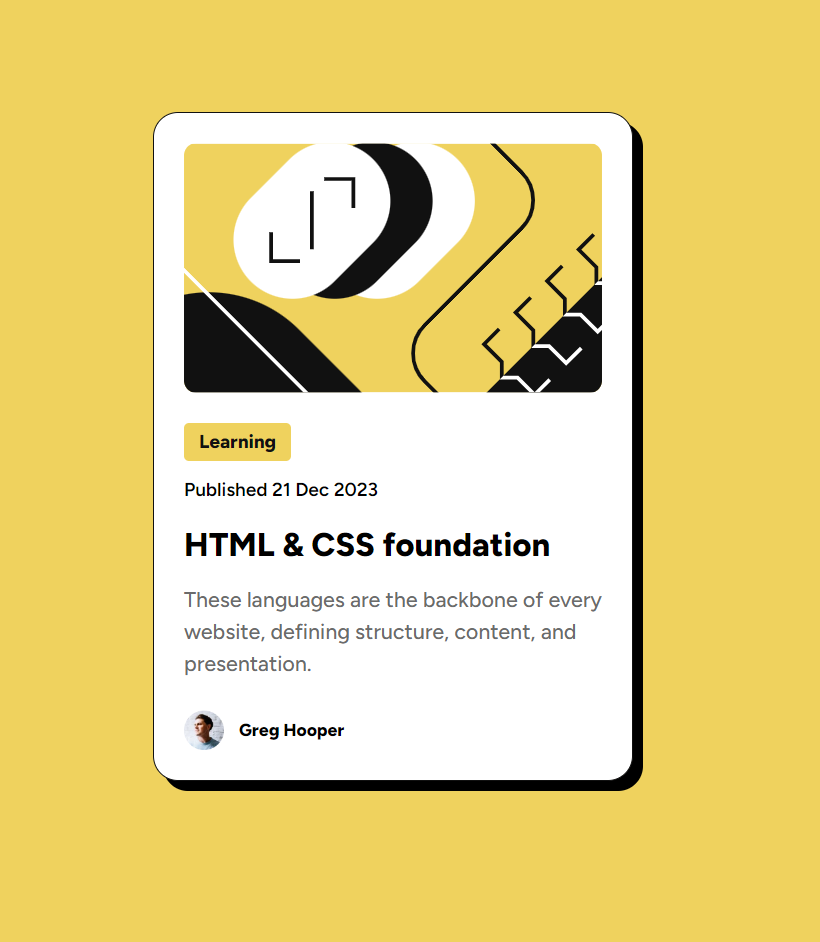 Learning
Published 21 Dec 2023
HTML & CSS foundation
These languages are the backbone of every
website, defining structure, content, and
presentation.
Greg Hooper